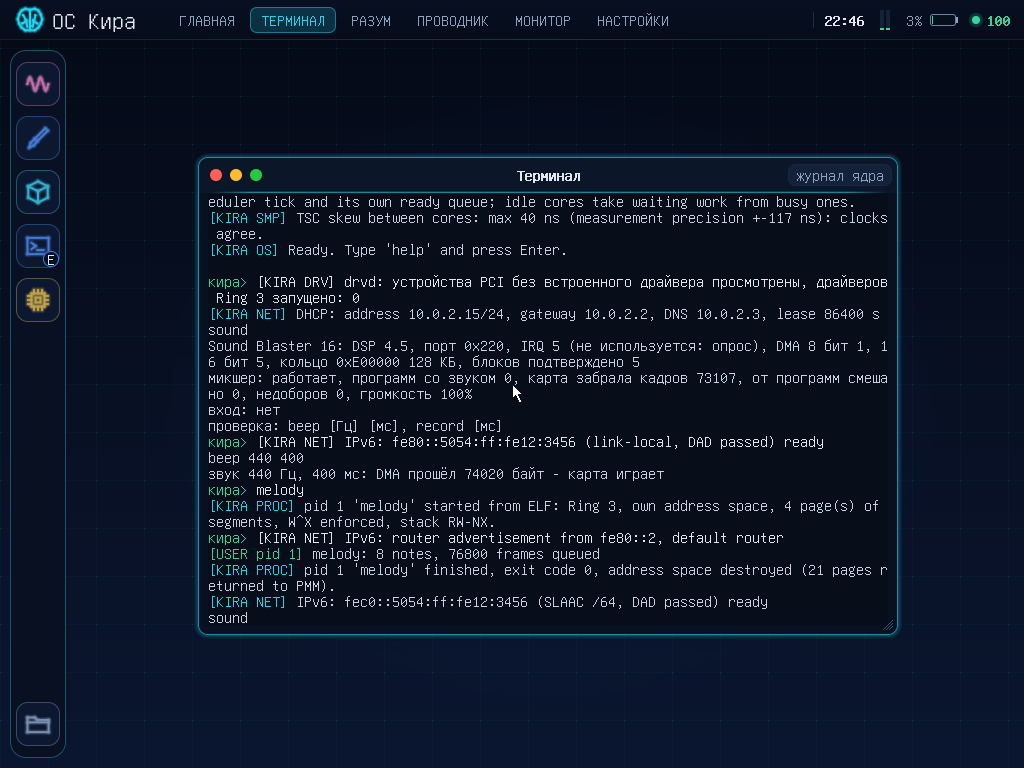 ОС Кира
ГЛАВНАЯ ТЕРМИНАЛ РАЗУМ ПРОВОДНИК МОНИТОР НАСТРОЙКИ
22:46 3% 100
E
Терминал журнал ядра
eduler tick and its own ready queue; idle cores take waiting work from busy ones.
[KIRA SMP] TSC skew between cores: max 40 ns (measurement precision +-117 ns): clocks
agree.
[KIRA OS] Ready. Type 'help' and press Enter.
кира> [KIRA DRV] drvd: устройства PCI без встроенного драйвера просмотрены, драйверов
Ring 3 запущено: 0
[KIRA NET] DHCP: address 10.0.2.15/24, gateway 10.0.2.2, DNS 10.0.2.3, lease 86400 s
sound
Sound Blaster 16: DSP 4.5, порт 0x220, IRQ 5 (не используется: опрос), DMA 8 бит 1, 1
6 бит 5, кольцо 0xE00000 128 КБ, блоков подтверждено 5
микшер: работает, программ со звуком 0, карта забрала кадров 73107, от программ смеша
но 0, недоборов 0, громкость 100%
вход: нет
проверка: beep [Гц] [мс], record [мс]
кира> [KIRA NET] IPv6: fe80::5054:ff:fe12:3456 (link-local, DAD passed) ready
beep 440 400
звук 440 Гц, 400 мс: DMA прошёл 74020 байт - карта играет
кира> melody
[KIRA PROC] pid 1 'melody' started from ELF: Ring 3, own address space, 4 page(s) of
segments, W^X enforced, stack RW-NX.
кира> [KIRA NET] IPv6: router advertisement from fe80::2, default router
[USER pid 1] melody: 8 notes, 76800 frames queued
[KIRA PROC] pid 1 'melody' finished, exit code 0, address space destroyed (21 pages r
eturned to PMM).
[KIRA NET] IPv6: fec0::5054:ff:fe12:3456 (SLAAC /64, DAD passed) ready
sound